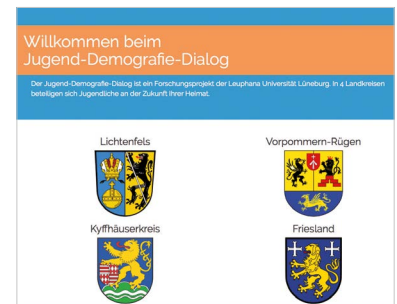 Willkommen beim
Jugend-Demografie-Dialog
Der Jugend-Demografie-Dialog ist ein Forschungsprojekt der Leuphana Universität Lüneburg. In 4 Landkreisen
beteiligen sich Jugendliche an der Zukunft Ihrer Heimat.
Lichtenfels
Vorpommern-Rügen
Kyffhäuserkreis
Friesland